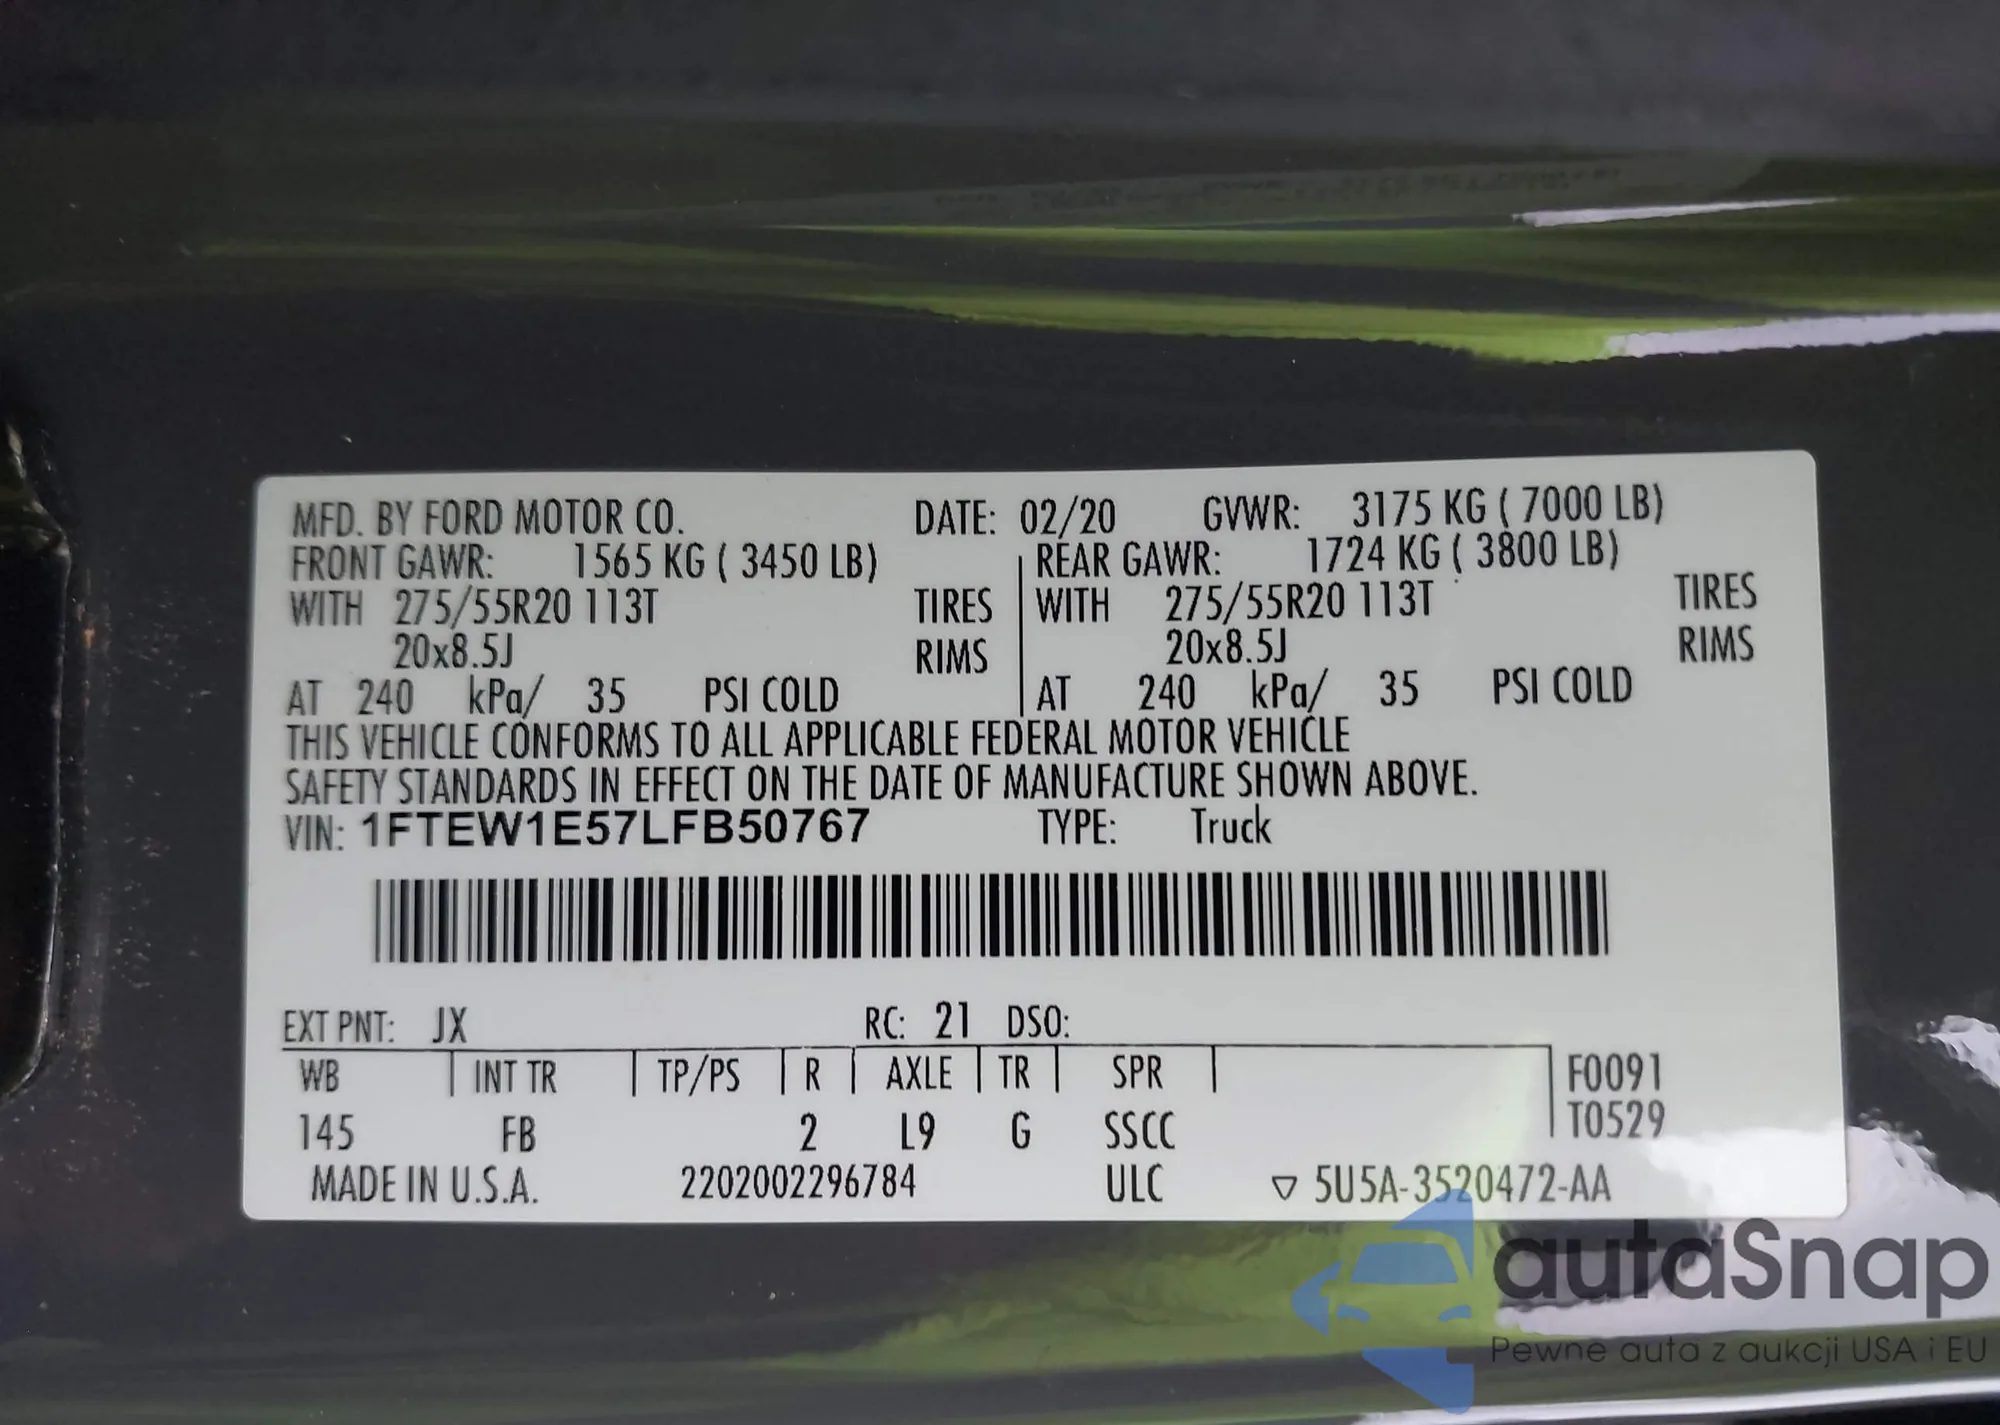 MFD. BY FORD MOTOR CO. DATE: 02/20 GVWR: 3175 KG ( 7000 LB)
FRONT GAWR: 1565 KG ( 3450 LB) REAR GAWR: 1724 KG ( 3800 LB)
WITH 275/55R20 113T TIRES WITH 275/55R20 113T TIRES
20x8.5J RIMS 20x8.5J RIMS
AT 240 kPa/ 35 PSI COLD AT 240 kPa/ 35 PSI COLD
THIS VEHICLE CONFORMS TO ALL APPLICABLE FEDERAL MOTOR VEHICLE
SAFETY STANDARDS IN EFFECT ON THE DATE OF MANUFACTURE SHOWN ABOVE.
VIN: 1FTEW1E57LFB50767 TYPE: Truck
EXT PNT: JX RC: 21 DSO:
WB INT TR TP/PS R AXLE TR SPR F0091
145 FB 2 L9 G SSCC T0529
MADE IN U.S.A. 2202002296784 ULC ▽ 5U5A-3520472-AA
autaSnap
Pewne auta z aukcji USA i EU